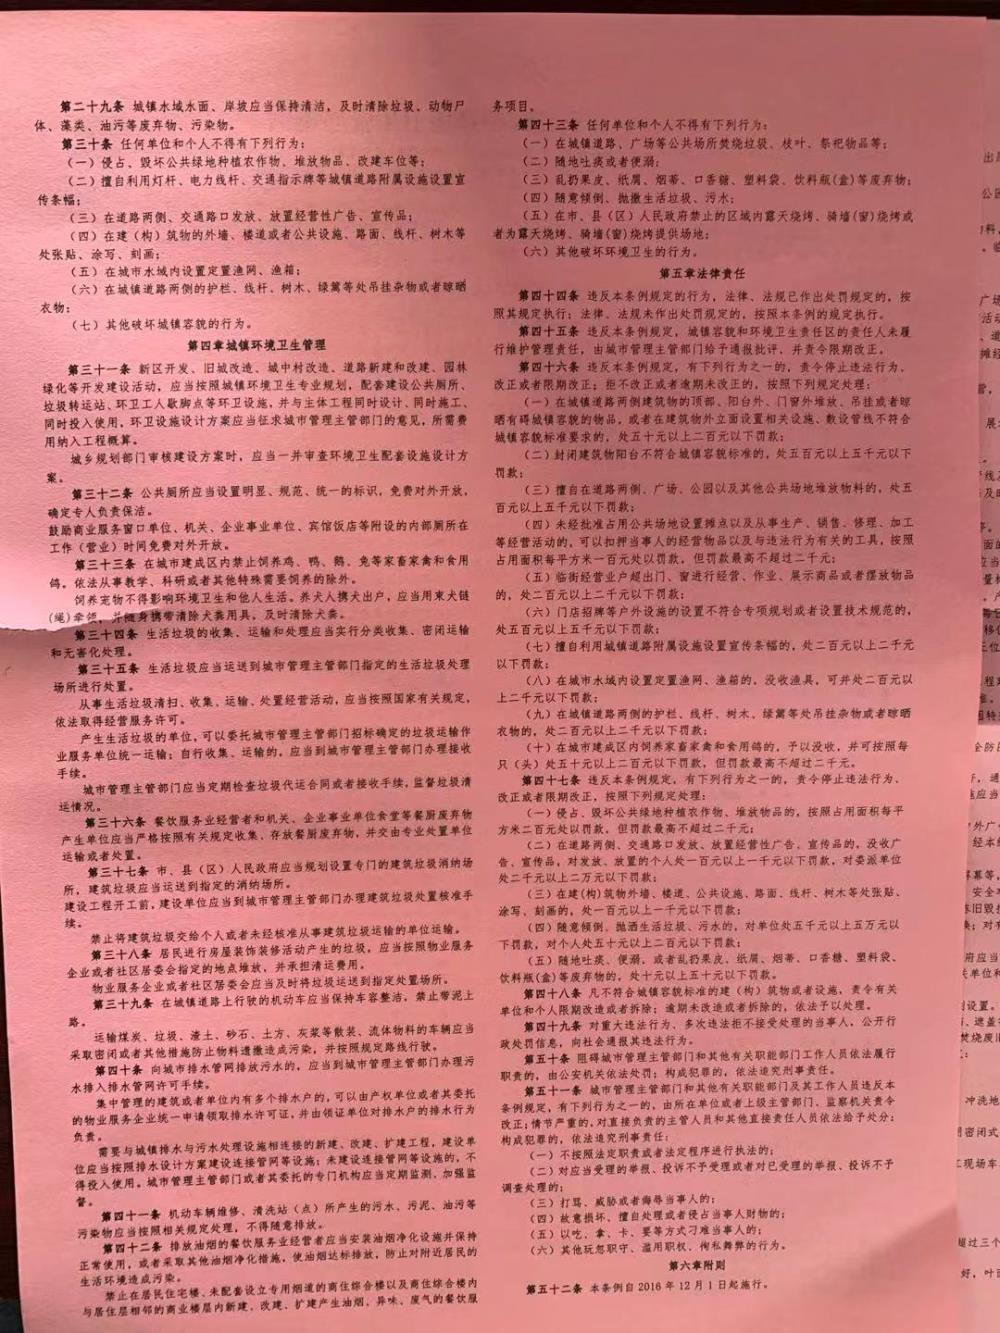 第二十九条 城镇水域水面、岸坡应当保持清洁，及时清除垃圾、动物尸
体、藻类、油污等废弃物、污染物。
第三十条 任何单位和个人不得有下列行为：
（一）侵占、毁坏公共绿地种植农作物、堆放物品、改建车位等；
（二）擅自利用灯杆、电力线杆、交通指示牌等城镇道路附属设施设置宣
传条幅；
（三）在道路两侧、交通路口发放、放置经营性广告、宣传品；
（四）在建（构）筑物的外墙、楼道或者公共设施、路面、线杆、树木等
处张贴、涂写、刻画；
（五）在城市水域内设置定置渔网、渔箱；
（六）在城镇道路两侧的护栏、线杆、树木、绿篱等处吊挂杂物或者晾晒
衣物；
（七）其他破坏城镇容貌的行为。
第四章城镇环境卫生管理
第三十一条 新区开发、旧城改造、城中村改造、道路新建和改建、园林
绿化等开发建设活动，应当按照城镇环境卫生专业规划，配套建设公共厕所、
垃圾转运站、环卫工人歇脚点等环卫设施，并与主体工程同时设计、同时施工、
同时投入使用，环卫设施设计方案应当征求城市管理主管部门的意见，所需费
用纳入工程概算。
城乡规划部门审核建设方案时，应当一并审查环境卫生配套设施设计方
案。
第三十二条 公共厕所应当设置明显、规范、统一的标识，免费对外开放，
确定专人负责保洁。
鼓励商业服务窗口单位、机关、企业事业单位、宾馆饭店等附设的内部厕所在
工作（营业）时间免费对外开放。
第三十三条 在城市建成区内禁止饲养鸡、鸭、鹅、兔等家畜家禽和食用
鸽。依法从事教学、科研或者其他特殊需要饲养的除外。
饲养宠物不得影响环境卫生和他人生活。养犬人携犬出户，应当用束犬链
(绳)牵领，并随身携带清除犬粪用具，及时清除犬粪。
第三十四条 生活垃圾的收集、运输和处理应当实行分类收集、密闭运输
和无害化处理。
第三十五条 生活垃圾应当运送到城市管理主管部门指定的生活垃圾处理
场所进行处置。
从事生活垃圾清扫、收集、运输、处置经营活动，应当按照国家有关规定，
依法取得经营服务许可。
产生生活垃圾的单位，可以委托城市管理主管部门招标确定的垃圾运输作
业服务单位统一运输；自行收集、运输的，应当到城市管理主管部门办理接收
手续。
城市管理主管部门应当定期检查垃圾代运合同或者接收手续，监督垃圾清
运情况。
第三十六条 餐饮服务业经营者和机关、企业事业单位食堂等餐厨废弃物
产生单位应当严格按照有关规定收集、存放餐厨废弃物，并交由专业处置单位
运输或者处置。
第三十七条 市、县（区）人民政府应当规划设置专门的建筑垃圾消纳场
所，建筑垃圾应当运送到指定的消纳场所。
建设工程开工前，建设单位应当到城市管理主管部门办理建筑垃圾处置核准手
续。
禁止将建筑垃圾交给个人或者未经核准从事建筑垃圾运输的单位运输。
第三十八条 居民进行房屋装饰装修活动产生的垃圾，应当按照物业服务
企业或者社区居委会指定的地点堆放，并承担清运费用。
物业服务企业或者社区居委会应当及时将垃圾运送到指定处置场所。
第三十九条 在城镇道路上行驶的机动车应当保持车容整洁，禁止带泥上
路。
运输煤炭、垃圾、渣土、砂石、土方、灰浆等散装、流体物料的车辆应当
采取密闭或者其他措施防止物料遗撒造成污染，并按照规定路线行驶。
第四十条 向城市排水管网排放污水的，应当到城市管理主管部门办理污
水排入排水管网许可手续。
集中管理的建筑或者单位内有多个排水户的，可以由产权单位或者其委托
的物业服务企业统一申请领取排水许可证，并由领证单位对排水户的排水行为
负责。
需要与城镇排水与污水处理设施相连接的新建、改建、扩建工程，建设单
位应当按照排水设计方案建设连接管网等设施；未建设连接管网等设施的，不
得投入使用。城市管理主管部门或者其委托的专门机构应当定期监测、加强监
督。
第四十一条 机动车辆维修、清洗站（点）所产生的污水、污泥、油污等
污染物应当按照相关规定处理，不得随意排放。
第四十二条 排放油烟的餐饮服务业经营者应当安装油烟净化设施并保持
正常使用，或者采取其他油烟净化措施，使油烟达标排放，防止对附近居民的
生活环境造成污染。
禁止在居民住宅楼、未配套设立专用烟道的商住综合楼以及商住综合楼内
与居住层相邻的商业楼层内新建、改建、扩建产生油烟、异味、废气的餐饮服
务项目。
第四十三条 任何单位和个人不得有下列行为：
（一）在城镇道路、广场等公共场所焚烧垃圾、枝叶、祭祀物品等；
（二）随地吐痰或者便溺；
（三）乱扔果皮、纸屑、烟蒂、口香糖、塑料袋、饮料瓶(盒)等废弃物；
（四）随意倾倒、抛撒生活垃圾、污水；
（五）在市、县（区）人民政府禁止的区域内露天烧烤、骑墙(窗)烧烤或
者为露天烧烤、骑墙(窗)烧烤提供场地；
（六）其他破坏环境卫生的行为。
第五章法律责任
第四十四条 违反本条例规定的行为，法律、法规已作出处罚规定的，按
照其规定执行；法律、法规未作出处罚规定的，按照本条例的规定执行。
第四十五条 违反本条例规定，城镇容貌和环境卫生责任区的责任人未履
行维护管理责任，由城市管理主管部门给予通报批评，并责令限期改正。
第四十六条 违反本条例规定，有下列行为之一的，责令停止违法行为、
改正或者限期改正；拒不改正或者逾期未改正的，按照下列规定处理：
（一）在城镇道路两侧建筑物的顶部、阳台外、门窗外堆放、吊挂或者晾
晒有碍城镇容貌的物品，或者在建筑物外立面设置相关设施、敷设管线不符合
城镇容貌标准要求的，处五十元以上二百元以下罚款；
（二）封闭建筑物阳台不符合城镇容貌标准的，处五百元以上五千元以下
罚款；
（三）擅自在道路两侧、广场、公园以及其他公共场地堆放物料的，处五
百元以上五千元以下罚款；
（四）未经批准占用公共场地设置摊点以及从事生产、销售、修理、加工
等经营活动的，可以扣押当事人的经营物品以及与违法行为有关的工具，按照
占用面积每平方米一百元处以罚款，但罚款最高不超过二千元；
（五）临街经营业户超出门、窗进行经营、作业、展示商品或者摆放物品
的，处二百元以上二千元以下罚款；
（六）门店招牌等户外设施的设置不符合专项规划或者设置技术规范的，
处五百元以上五千元以下罚款；
（七）擅自利用城镇道路附属设施设置宣传条幅的，处二百元以上二千元
以下罚款；
（八）在城市水域内设置定置渔网、渔箱的，没收渔具，可并处二百元以
上二千元以下罚款；
（九）在城镇道路两侧的护栏、线杆、树木、绿篱等处吊挂杂物或者晾晒
衣物的，处二百元以上二千元以下罚款；
（十）在城市建成区内饲养家畜家禽和食用鸽的，予以没收，并可按照每
只（头）处五十元以上二百元以下罚款，但罚款最高不超过二千元。
第四十七条 违反本条例规定，有下列行为之一的，责令停止违法行为、
改正或者限期改正，按照下列规定处理：
（一）侵占、毁坏公共绿地种植农作物、堆放物品的，按照占用面积每平
方米二百元处以罚款，但罚款最高不超过二千元；
（二）在道路两侧、交通路口发放、放置经营性广告、宣传品的，没收广
告、宣传品，对发放、放置的个人处一百元以上一千元以下罚款，对委派单位
处二千元以上二万元以下罚款；
（三）在建(构)筑物外墙、楼道、公共设施、路面、线杆、树木等处张贴、
涂写、刻画的，处一百元以上一千元以下罚款；
（四）随意倾倒、抛洒生活垃圾、污水的，对单位处五千元以上五万元以
下罚款，对个人处五十元以上二百元以下罚款；
（五）随地吐痰、便溺、或者乱扔果皮、纸屑、烟蒂、口香糖、塑料袋、
饮料瓶(盒)等废弃物的，处十元以上五十元以下罚款。
第四十八条 凡不符合城镇容貌标准的建（构）筑物或者设施，责令有关
单位和个人限期改造或者拆除；逾期未改造或者拆除的，依法予以处理。
第四十九条 对重大违法行为、多次违法拒不接受处理的当事人，公开行
政处罚信息，向社会通报其违法行为。
第五十条 阻碍城市管理主管部门和其他有关职能部门工作人员依法履行
职责的，由公安机关依法处罚；构成犯罪的，依法追究刑事责任。
第五十一条 城市管理主管部门和其他有关职能部门及其工作人员违反本
条例规定，有下列行为之一的，由所在单位或者上级主管部门、监察机关责令
改正；情节严重的，对直接负责的主管人员和其他直接责任人员依法给予处分；
构成犯罪的，依法追究刑事责任：
（一）不按照法定职责或者法定程序进行执法的；
（二）对应当受理的举报、投诉不予受理或者对已受理的举报、投诉不予
调查处理的；
（三）打骂、威胁或者侮辱当事人的；
（四）故意损坏、擅自处理或者侵占当事人财物的；
（五）以吃、拿、卡、要等方式刁难当事人的；
（六）其他玩忽职守、滥用职权、徇私舞弊的行为。
第六章附则
第五十二条 本条例自 2016 年 12 月 1 日起施行。